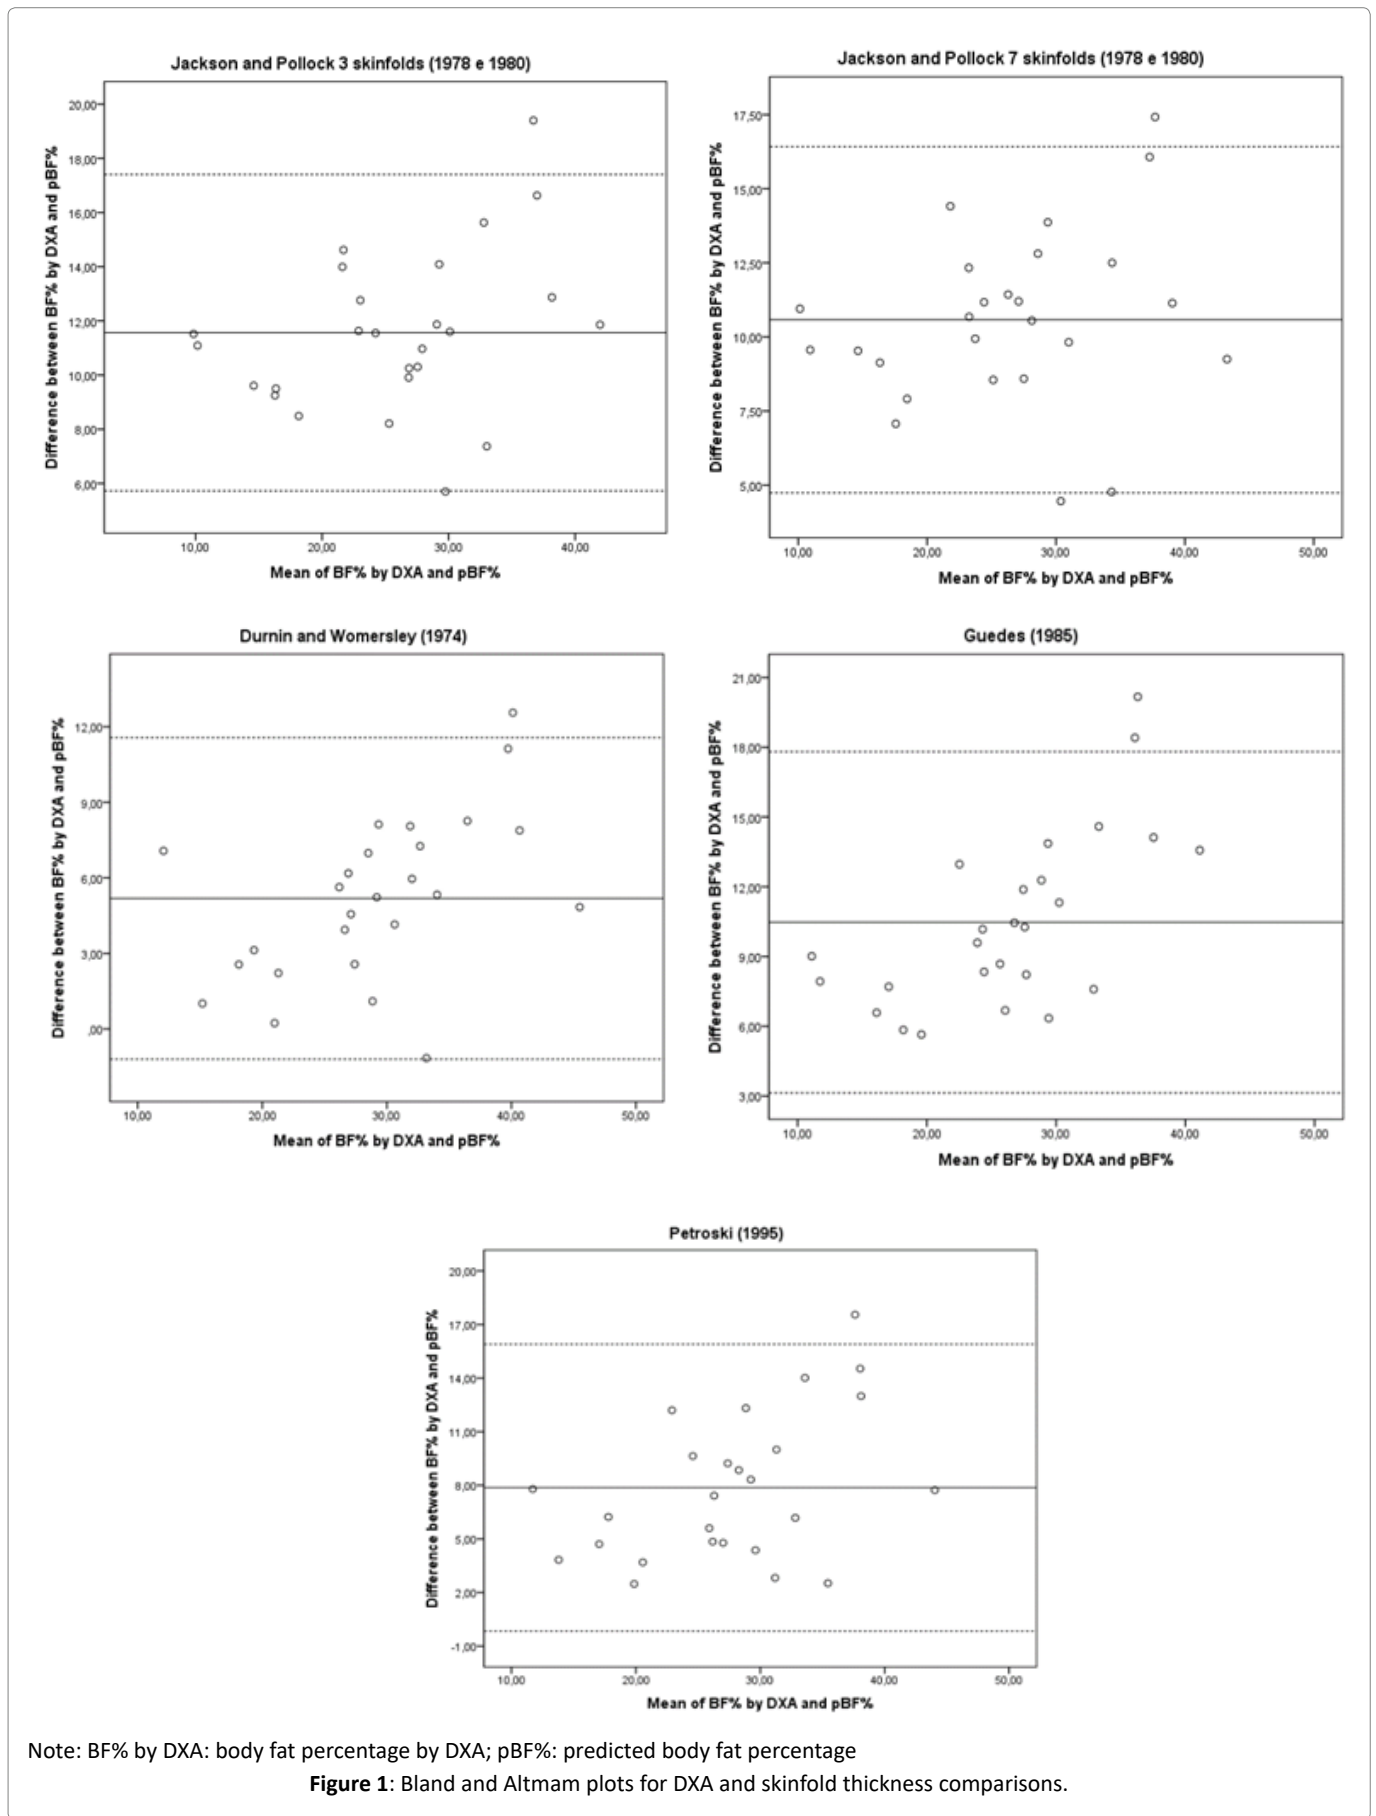 Jackson and Pollock 3 skinfolds (1978 e 1980)
Difference between BF% by DXA and pBF%
20,00
18,00
16,00
14,00
12,00
10,00
8,00
6,00
10,00 20,00 30,00 40,00
Mean of BF% by DXA and pBF%
Jackson and Pollock 7 skinfolds (1978 e 1980)
Difference between BF% by DXA and pBF%
17,50
15,00
12,50
10,00
7,50
5,00
10,00 20,00 30,00 40,00 50,00
Mean of BF% by DXA and pBF%
Durnin and Womersley (1974)
Difference between BF% by DXA and pBF%
12,00
9,00
6,00
3,00
,00
10,00 20,00 30,00 40,00 50,00
Mean of BF% by DXA and pBF%
Guedes (1985)
Difference between BF% by DXA and pBF%
21,00
18,00
15,00
12,00
9,00
6,00
3,00
10,00 20,00 30,00 40,00 50,00
Mean of BF% by DXA and pBF%
Petroski (1995)
Difference between BF% by DXA and pBF%
20,00
17,00
14,00
11,00
8,00
5,00
2,00
-1,00
10,00 20,00 30,00 40,00 50,00
Mean of BF% by DXA and pBF%
Note: BF% by DXA: body fat percentage by DXA; pBF%: predicted body fat percentage
Figure 1: Bland and Altmam plots for DXA and skinfold thickness comparisons.